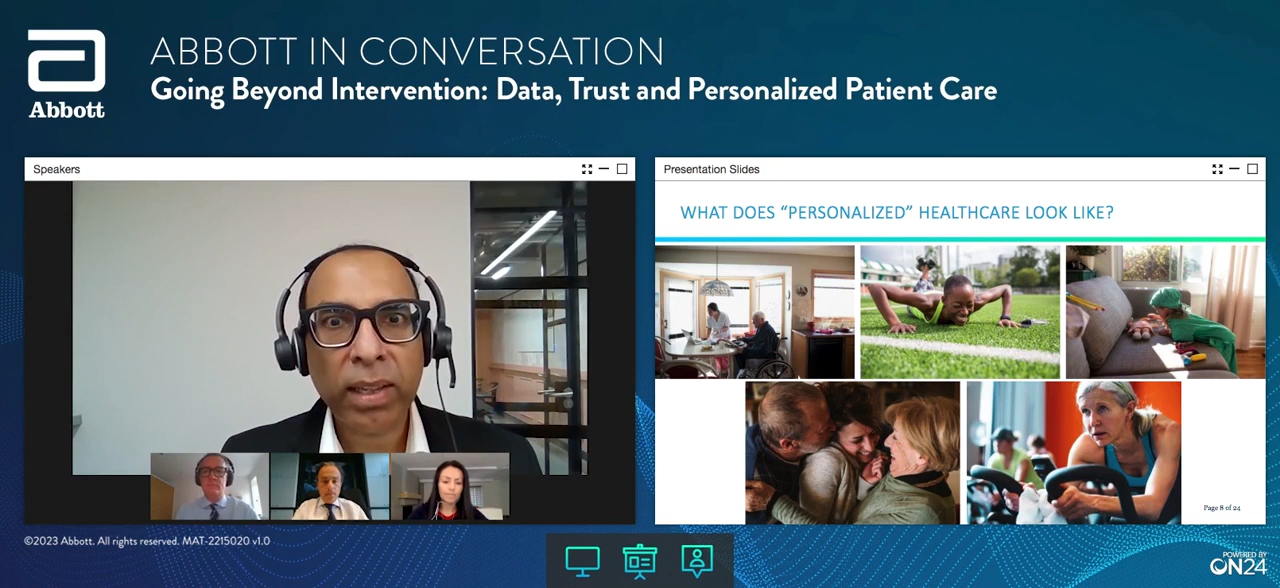 ABBOTT IN CONVERSATION
Going Beyond Intervention: Data, Trust and Personalized Patient Care
Abbott
Speakers
Presentation Slides
WHAT DOES “PERSONALIZED” HEALTHCARE LOOK LIKE?
Page 8 of 24
©2023 Abbott. All rights reserved. MAT-2215020 v1.0
POWERED BY
ON24